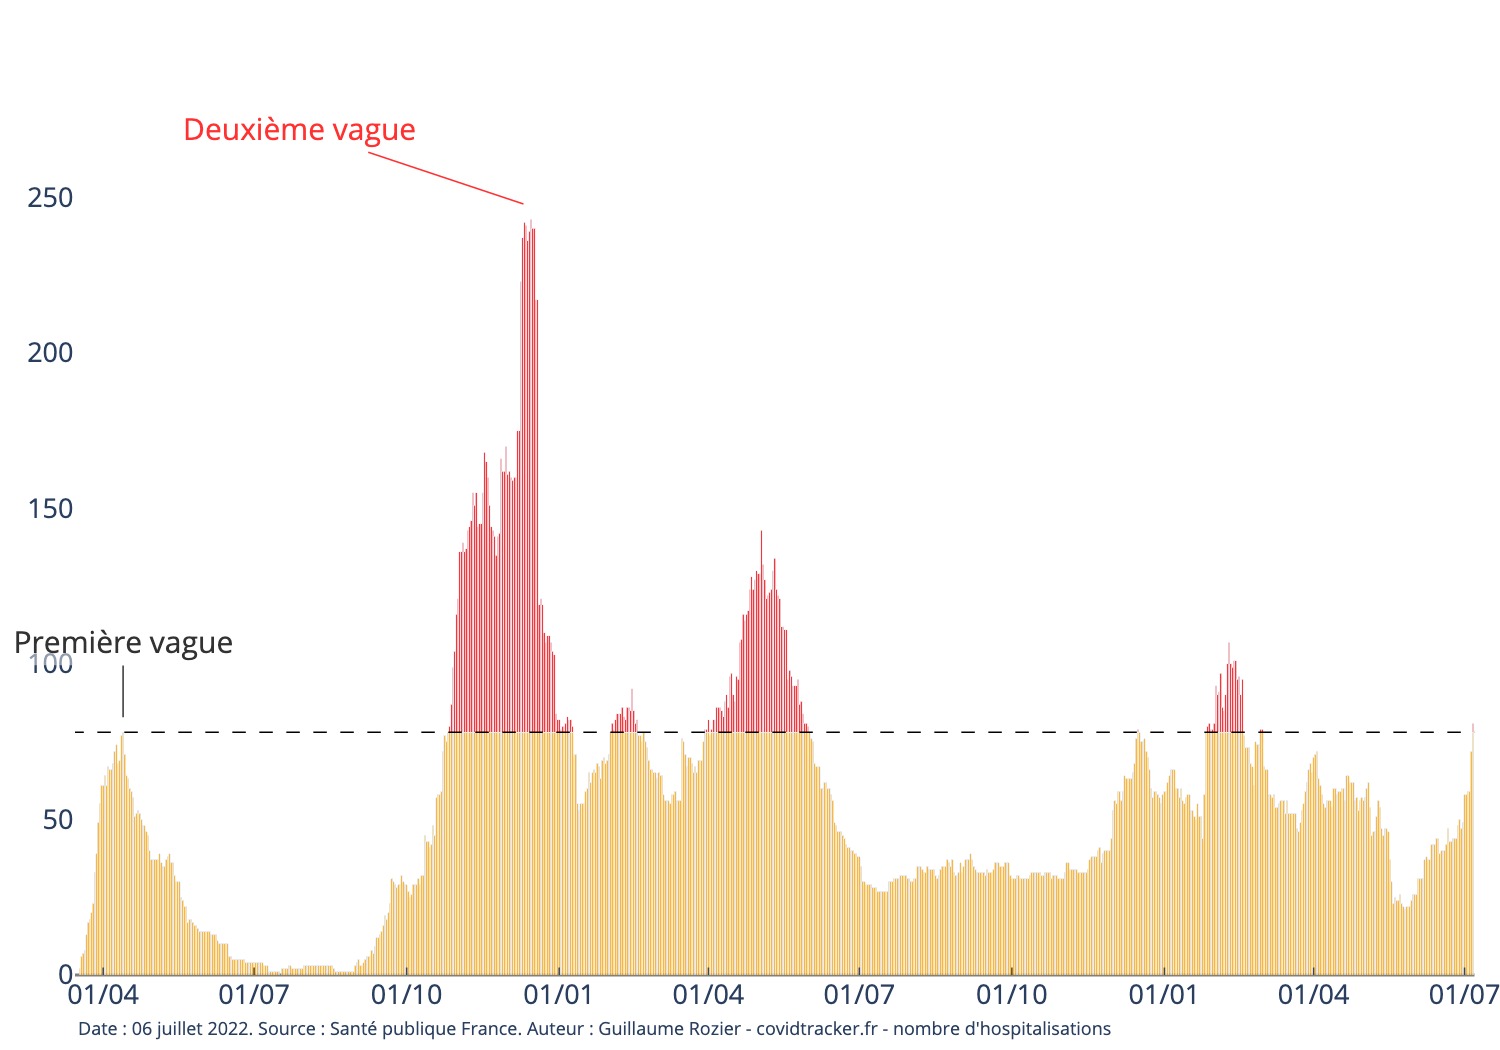 Deuxième vague
250
200
150
Première vague
100
50
0
01/04 01/07 01/10 01/01 01/04 01/07 01/10 01/01 01/04 01/07
Date : 06 juillet 2022. Source : Santé publique France. Auteur : Guillaume Rozier - covidtracker.fr - nombre d'hospitalisations